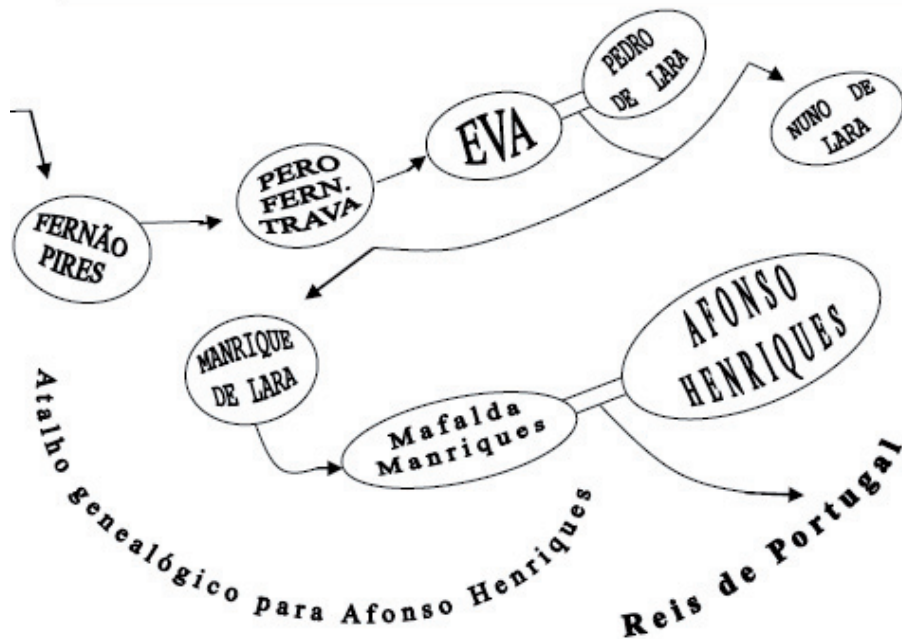 PEDRO
DE LARA
EVA
NUNO DE
LARA
PERO
FERN.
TRAVA
FERNÃO
PIRES
AFONSO
HENRIQUES
MANRIQUE
DE LARA
Mafalda
Manriques
Atalho genealógico para Afonso Henriques
Reis de Portugal